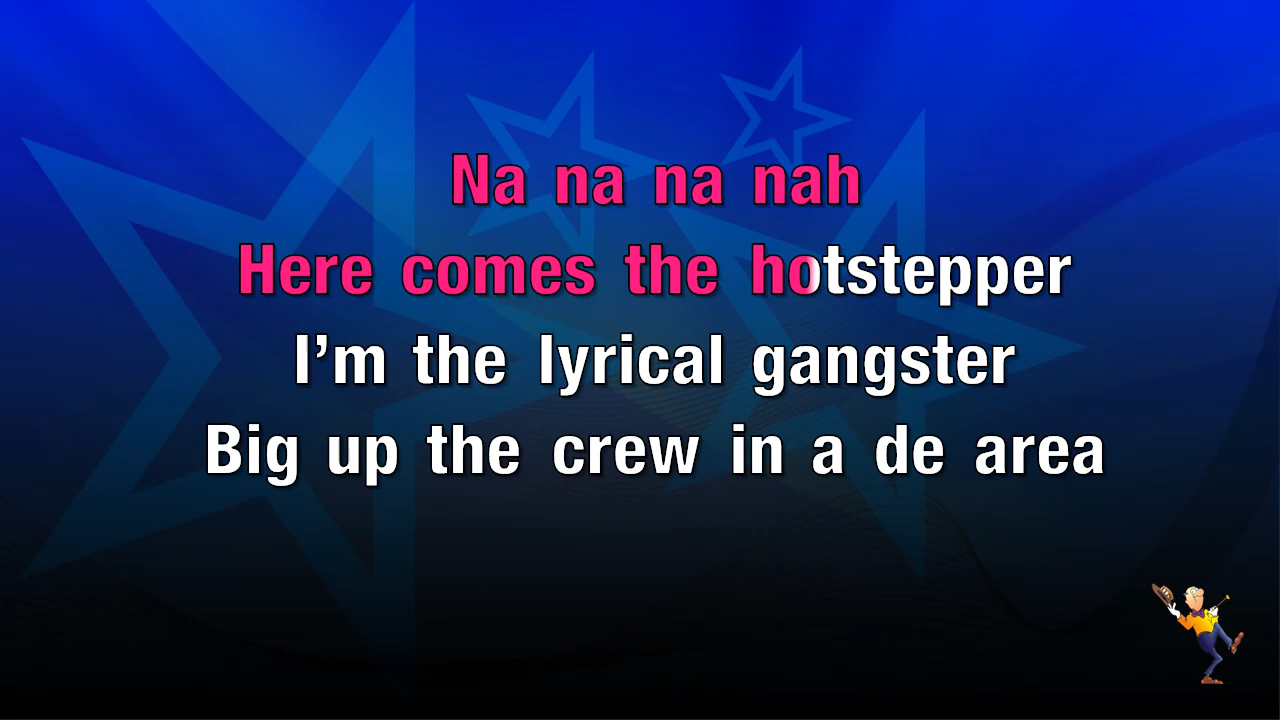 Na na na nah
Here comes the hotstepper
I’m the lyrical gangster
Big up the crew in a de area